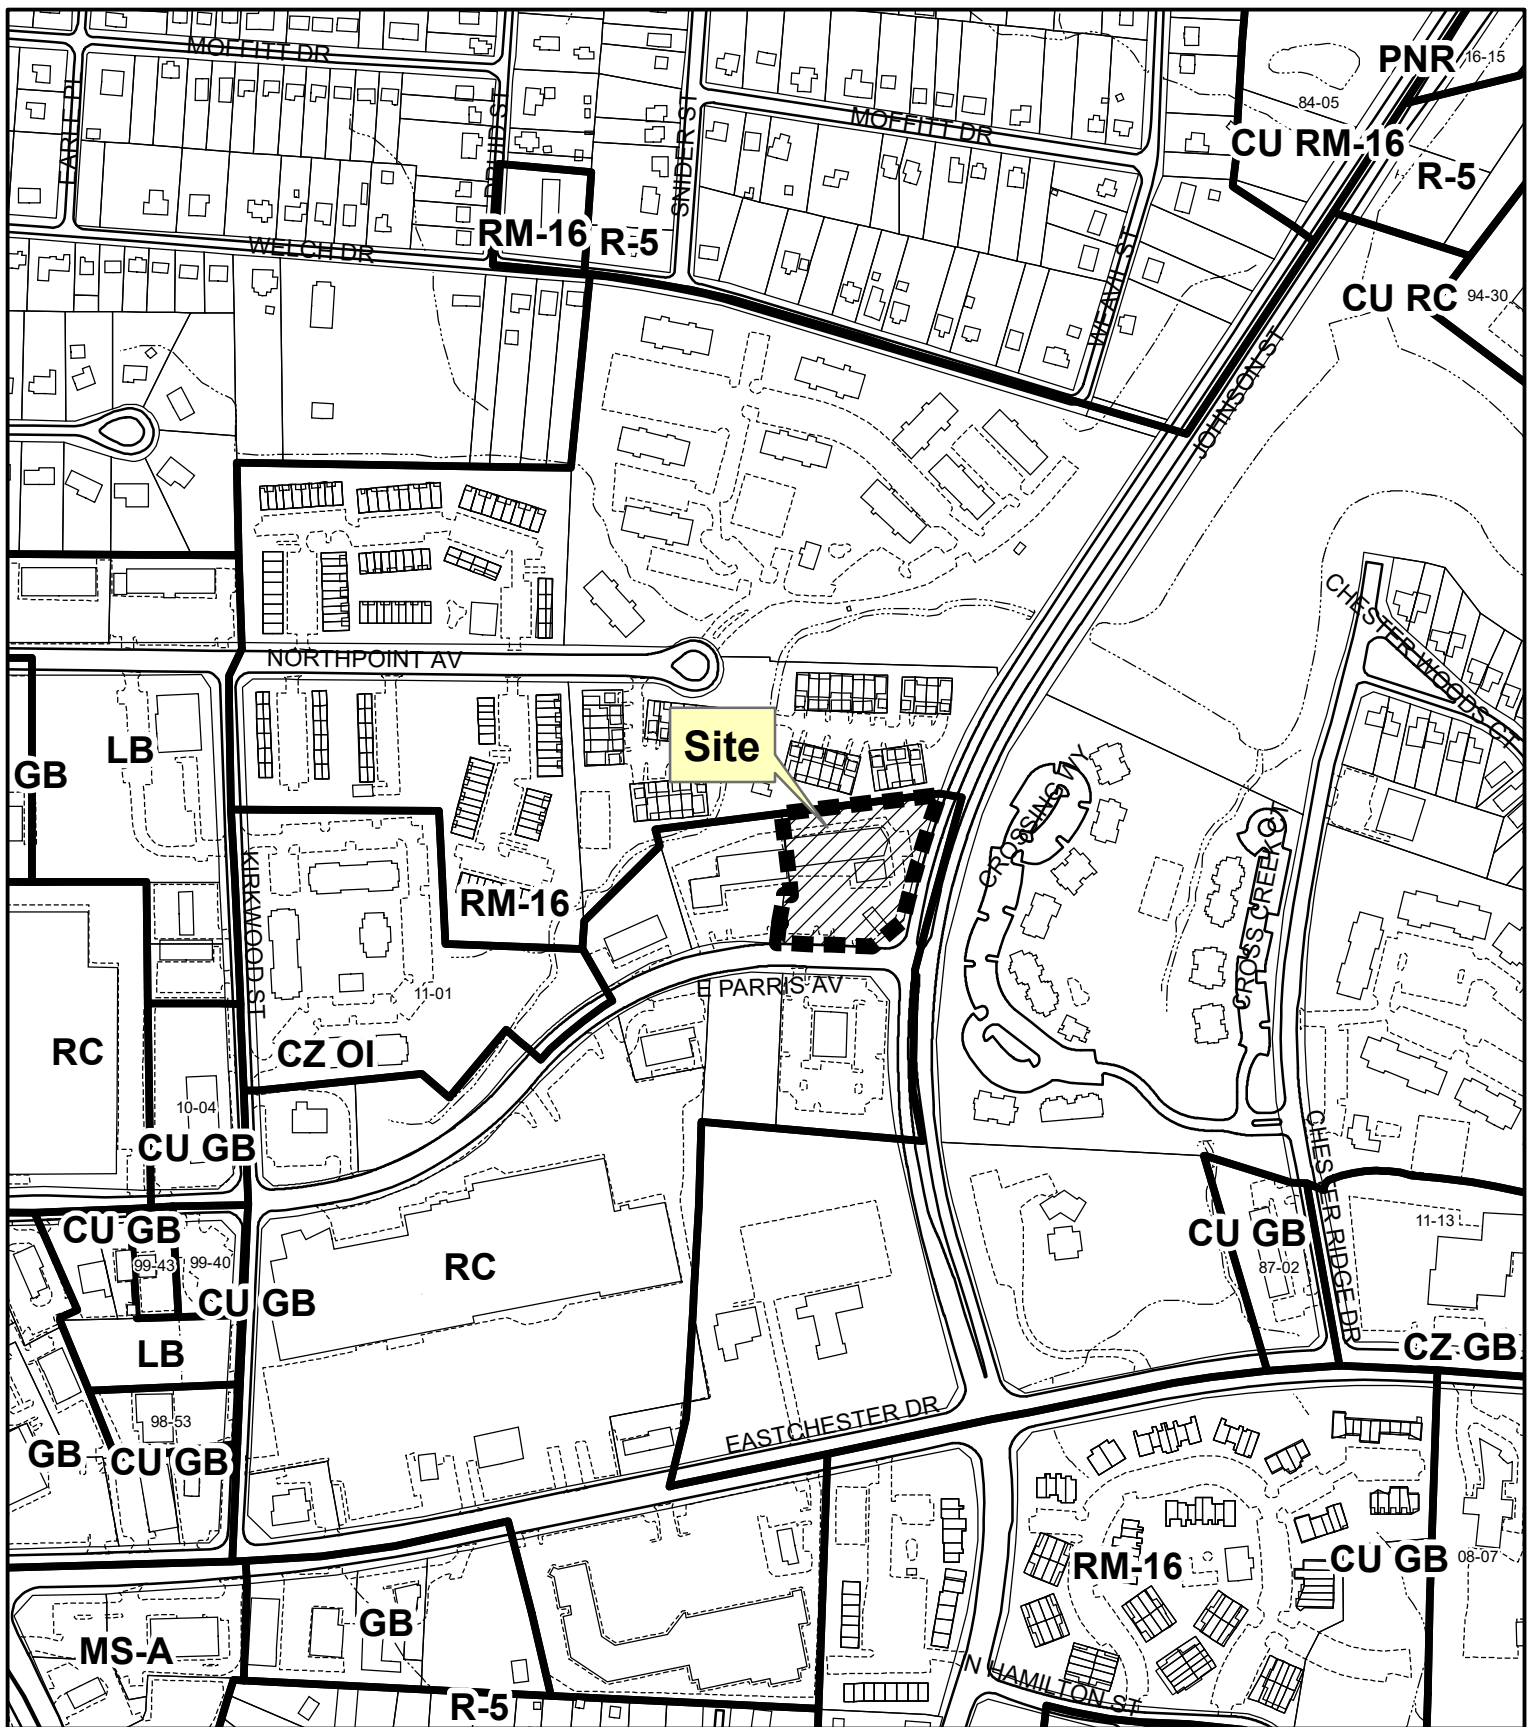 MOFFITT DR
PNR
16-15
84-05
EARLE PL
DRUID ST
SNIDER ST
MOFFITT DR
CU RM-16
R-5
RM-16
R-5
WELCH DR
WEAVIL ST
CU RC
94-30
JOHNSON ST
CHESTER WOODS CT
NORTHPOINT AV
LB
GB
Site
CROSSING WY
CROSS CREEK CT
KIRKWOOD ST
RM-16
11-01
E PARRIS AV
RC
CZ OI
10-04
CU GB
CHESTER RIDGE DR
CU GB
99-43
99-40
CU GB
RC
CU GB
87-02
11-13
LB
CZ GB
98-53
GB
CU GB
EASTCHESTER DR
RM-16
CU GB
08-07
GB
MS-A
N HAMILTON ST
R-5